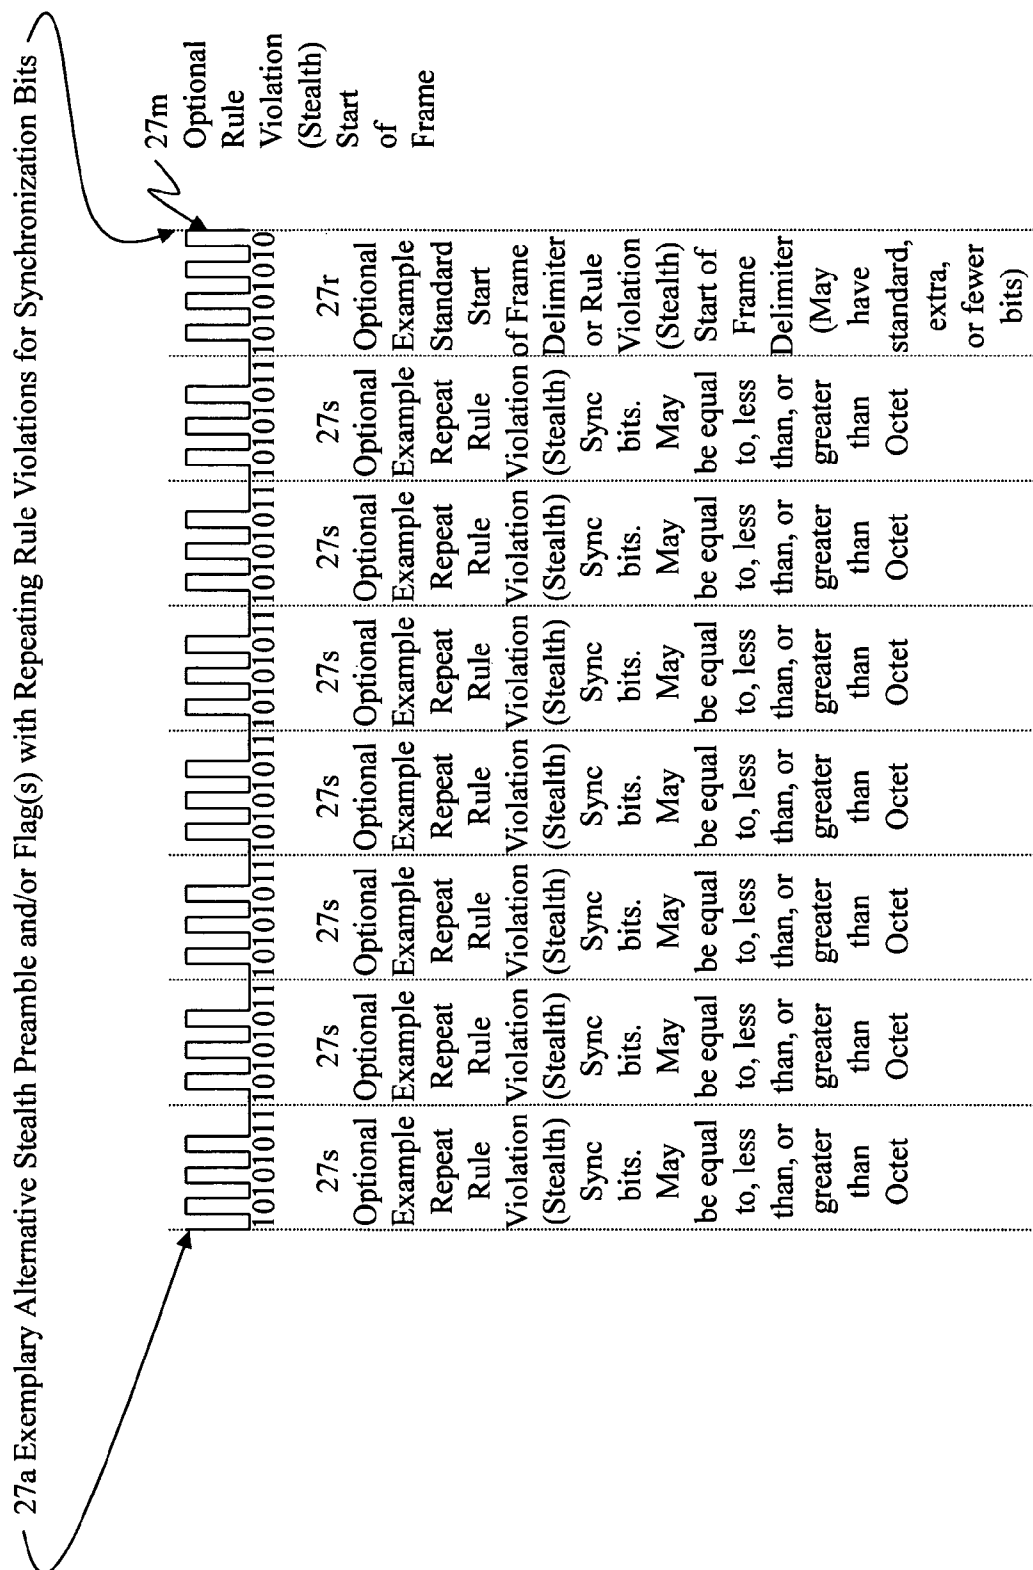 27a Exemplary Alternative Stealth Preamble and/or Flag(s) with Repeating Rule Violations for Synchronization Bits
27m
Optional
Rule
Violation
(Stealth)
Start
of
Frame
1010101110101011101010111010101110101011101010111010101110101010
27s
Optional
Example
Repeat
Rule
Violation
(Stealth)
Sync
bits.
May
be equal
to, less
than, or
greater
than
Octet
27s
Optional
Example
Repeat
Rule
Violation
(Stealth)
Sync
bits.
May
be equal
to, less
than, or
greater
than
Octet
27s
Optional
Example
Repeat
Rule
Violation
(Stealth)
Sync
bits.
May
be equal
to, less
than, or
greater
than
Octet
27s
Optional
Example
Repeat
Rule
Violation
(Stealth)
Sync
bits.
May
be equal
to, less
than, or
greater
than
Octet
27s
Optional
Example
Repeat
Rule
Violation
(Stealth)
Sync
bits.
May
be equal
to, less
than, or
greater
than
Octet
27s
Optional
Example
Repeat
Rule
Violation
(Stealth)
Sync
bits.
May
be equal
to, less
than, or
greater
than
Octet
27s
Optional
Example
Repeat
Rule
Violation
(Stealth)
Sync
bits.
May
be equal
to, less
than, or
greater
than
Octet
27r
Optional
Example
Standard
Start
of Frame
Delimiter
or Rule
Violation
(Stealth)
Start of
Frame
Delimiter
(May
have
standard,
extra,
or fewer
bits)